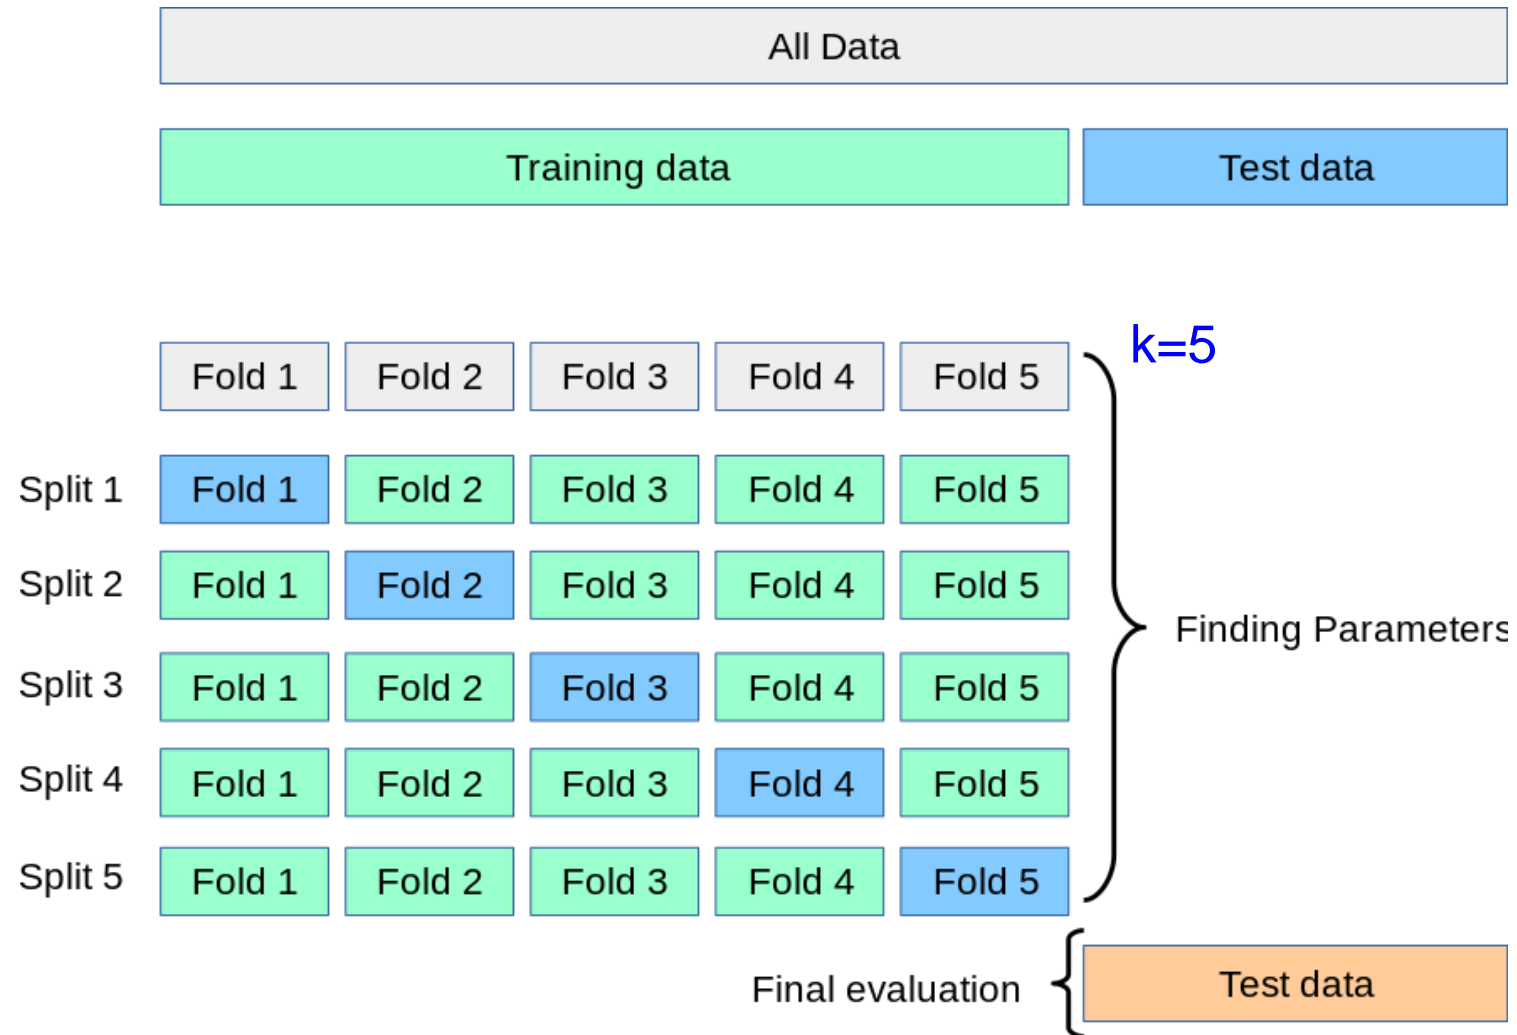 All Data
Training data Test data
k=5
Fold 1 Fold 2 Fold 3 Fold 4 Fold 5
Split 1 Fold 1 Fold 2 Fold 3 Fold 4 Fold 5
Split 2 Fold 1 Fold 2 Fold 3 Fold 4 Fold 5
Finding Parameters
Split 3 Fold 1 Fold 2 Fold 3 Fold 4 Fold 5
Split 4 Fold 1 Fold 2 Fold 3 Fold 4 Fold 5
Split 5 Fold 1 Fold 2 Fold 3 Fold 4 Fold 5
Final evaluation Test data